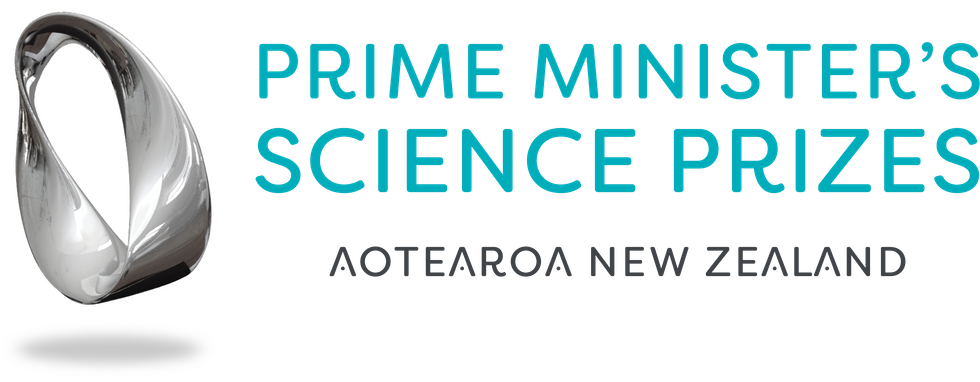 PRIME MINISTER’S
SCIENCE PRIZES
AOTEAROA NEW ZEALAND